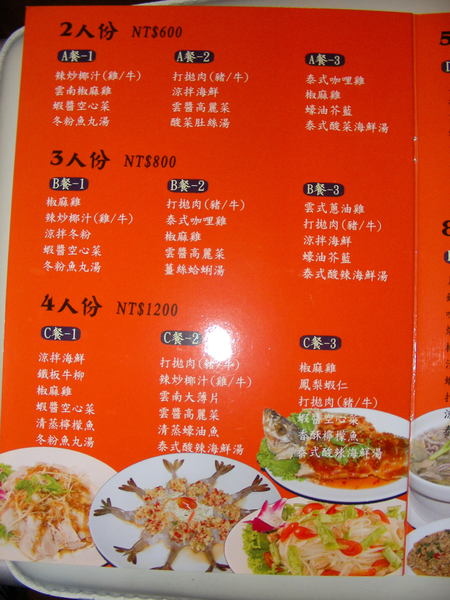 2人份 NT$600
A餐-1
辣炒椰汁(雞/牛)
雲南椒麻雞
蝦醬空心菜
冬粉魚丸湯
A餐-2
打拋肉(豬/牛)
涼拌海鮮
雲醬高麗菜
酸菜肚絲湯
A餐-3
泰式咖哩雞
椒麻雞
蠔油芥藍
泰式酸菜海鮮湯
3人份 NT$800
B餐-1
椒麻雞
辣炒椰汁(雞/牛)
涼拌冬粉
蝦醬空心菜
冬粉魚丸湯
B餐-2
打拋肉(豬/牛)
泰式咖哩雞
椒麻雞
雲醬高麗菜
薑絲蛤蜊湯
B餐-3
雲式蔥油雞
打拋肉(豬/牛)
涼拌海鮮
蠔油芥藍
泰式酸辣海鮮湯
4人份 NT$1200
C餐-1
涼拌海鮮
鐵板牛柳
椒麻雞
蝦醬空心菜
清蒸檸檬魚
冬粉魚丸湯
C餐-2
打拋肉(豬/牛)
辣炒椰汁(雞/牛)
雲南大薄片
雲醬高麗菜
清蒸蠔油魚
泰式酸辣海鮮湯
C餐-3
椒麻雞
鳳梨蝦仁
打拋肉(豬/牛)
蝦醬空心菜
香酥檸檬魚
泰式酸辣海鮮湯